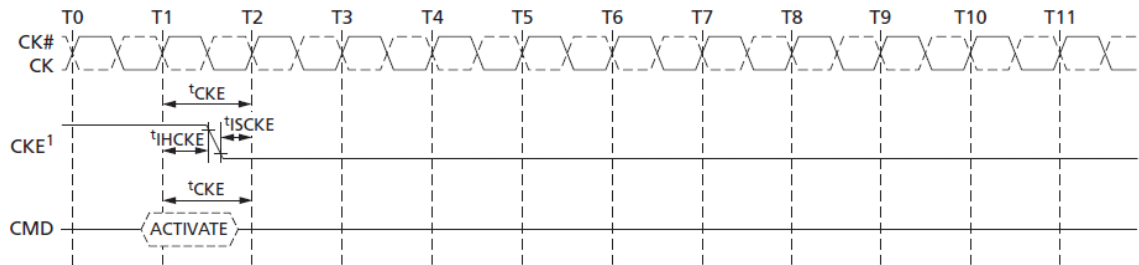 T0 T1 T2 T3 T4 T5 T6 T7 T8 T9 T10 T11
CK#
CK
tCKE
tISCKE
CKE1
tIHCKE
tCKE
CMD
ACTIVATE